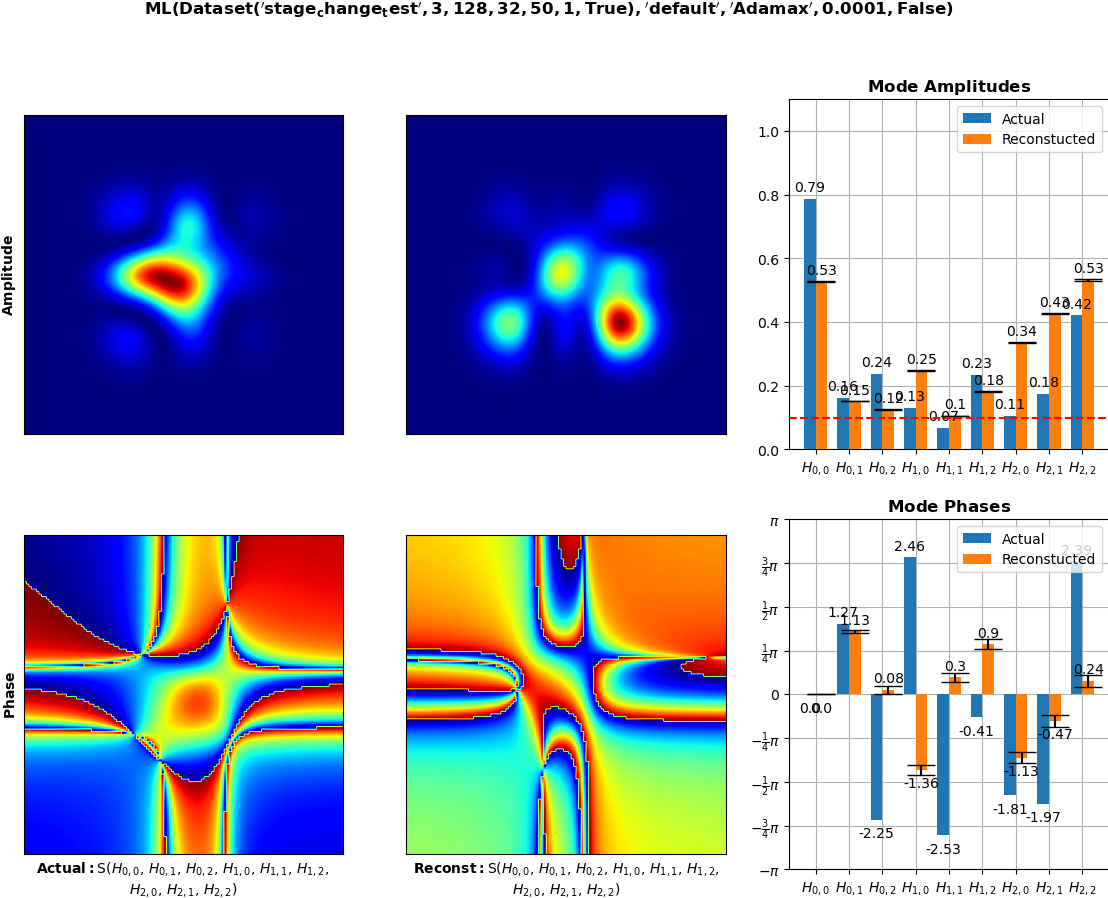 ML(Dataset('stage_change_test', 3, 128, 32, 50, 1, True), 'default', 'Adamax', 0.0001, False)
Amplitude
Mode Amplitudes
Actual
Reconstucted
1.0
0.8
0.6
0.4
0.2
0.0
0.79
0.53
0.16
0.15
0.24
0.12
0.13
0.25
0.07
0.1
0.23
0.18
0.11
0.34
0.18
0.43
0.42
0.53
H0,0 H0,1 H0,2 H1,0 H1,1 H1,2 H2,0 H2,1 H2,2
Phase
Actual: S(H0,0, H0,1, H0,2, H1,0, H1,1, H1,2,
H2,0, H2,1, H2,2)
Reconst: S(H0,0, H0,1, H0,2, H1,0, H1,1, H1,2,
H2,0, H2,1, H2,2)
Mode Phases
Actual
Reconstucted
π
3/4π
1/2π
1/4π
0
−1/4π
−1/2π
−3/4π
−π
0.0
0.0
1.27
1.13
-2.25
0.08
2.46
-1.36
-2.53
0.3
-0.41
0.9
-1.81
-1.13
-1.97
-0.47
2.39
0.24
H0,0 H0,1 H0,2 H1,0 H1,1 H1,2 H2,0 H2,1 H2,2